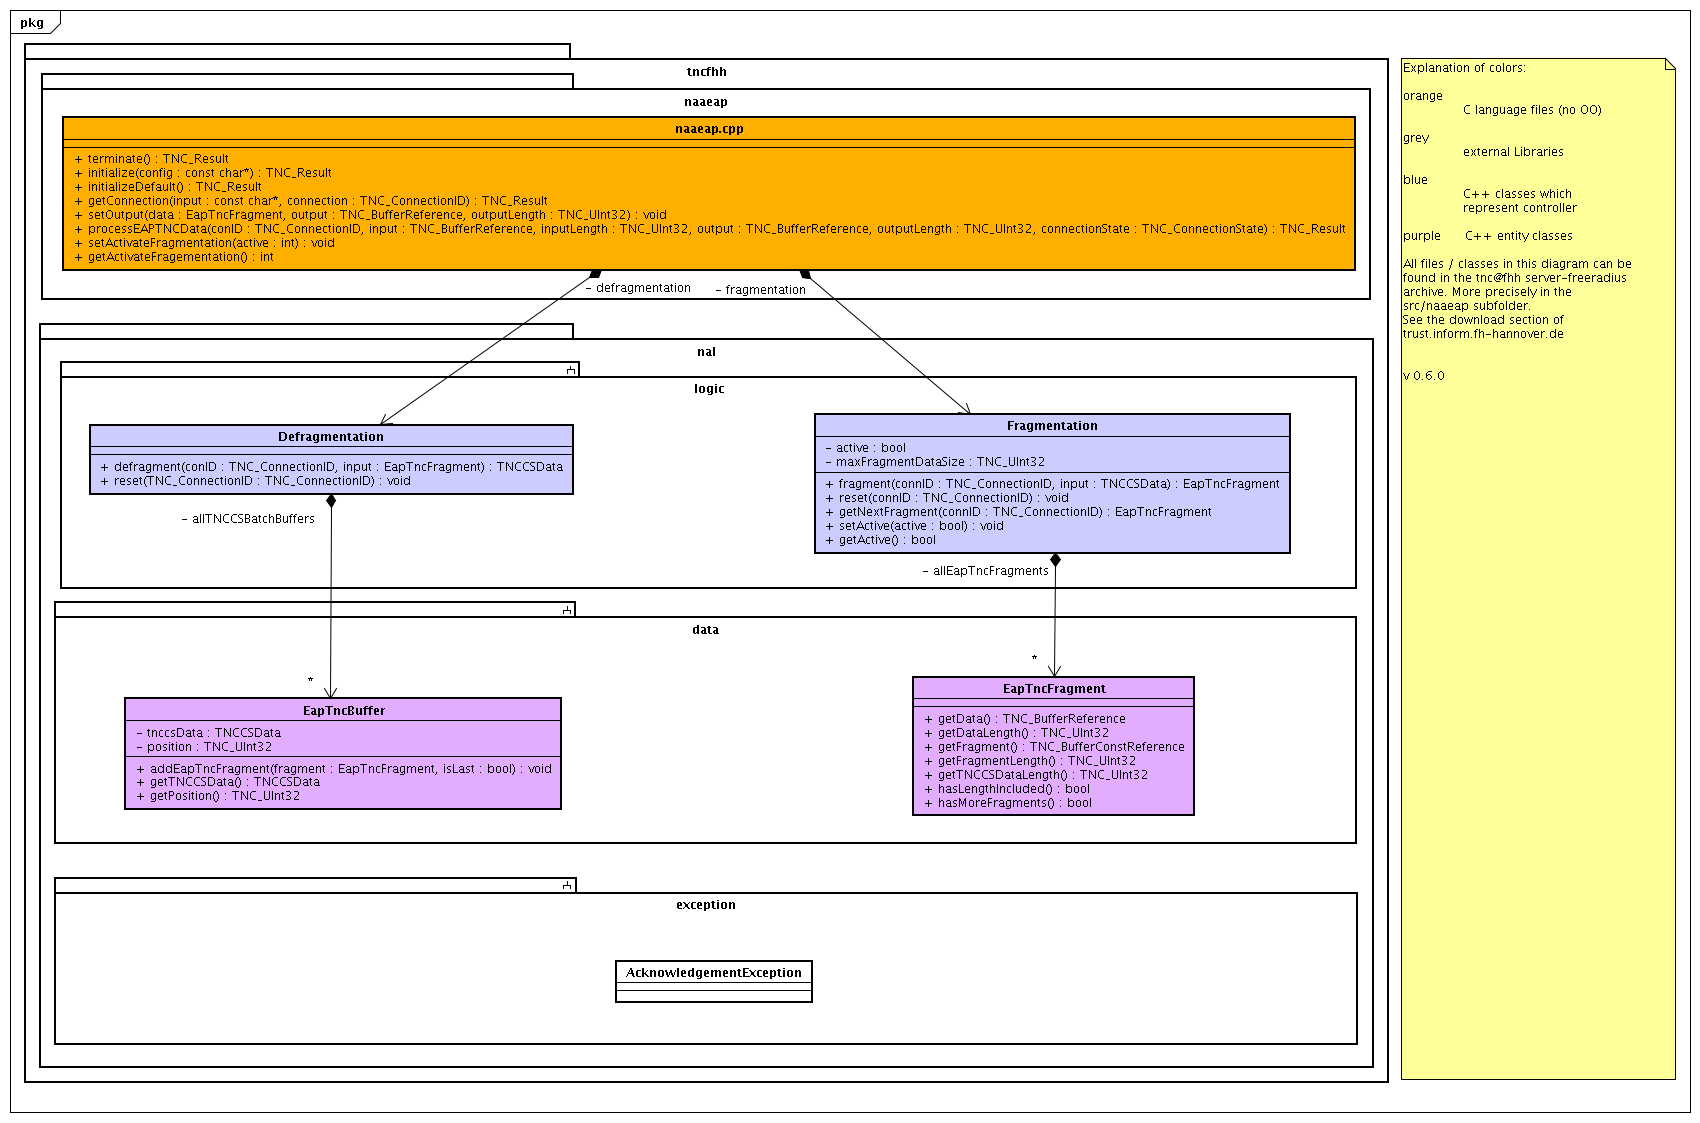 pkg
tncfhh
naaeap
naaeap.cpp
+ terminate() : TNC_Result
+ initialize(config : const char*) : TNC_Result
+ initializeDefault() : TNC_Result
+ getConnection(input : const char*, connection : TNC_ConnectionID) : TNC_Result
+ setOutput(data : EapTncFragment, output : TNC_BufferReference, outputLength : TNC_UInt32) : void
+ processEAPTNCData(conID : TNC_ConnectionID, input : TNC_BufferReference, inputLength : TNC_UInt32, output : TNC_BufferReference, outputLength : TNC_UInt32, connectionState : TNC_ConnectionState) : TNC_Result
+ setActivateFragmentation(active : int) : void
+ getActivateFragementation() : int
- defragmentation
- fragmentation
nal
logic
Defragmentation
+ defragment(conID : TNC_ConnectionID, input : EapTncFragment) : TNCCSData
+ reset(TNC_ConnectionID : TNC_ConnectionID) : void
- allTNCCSBatchBuffers
*
Fragmentation
- active : bool
- maxFragmentDataSize : TNC_UInt32
+ fragment(connID : TNC_ConnectionID, input : TNCCSData) : EapTncFragment
+ reset(connID : TNC_ConnectionID) : void
+ getNextFragment(connID : TNC_ConnectionID) : EapTncFragment
+ setActive(active : bool) : void
+ getActive() : bool
- allEapTncFragments
*
data
EapTncBuffer
- tnccsData : TNCCSData
- position : TNC_UInt32
+ addEapTncFragment(fragment : EapTncFragment, isLast : bool) : void
+ getTNCCSData() : TNCCSData
+ getPosition() : TNC_UInt32
EapTncFragment
+ getData() : TNC_BufferReference
+ getDataLength() : TNC_UInt32
+ getFragment() : TNC_BufferConstReference
+ getFragmentLength() : TNC_UInt32
+ getTNCCSDataLength() : TNC_UInt32
+ hasLengthIncluded() : bool
+ hasMoreFragments() : bool
exception
AcknowledgementException
Explanation of colors:
orange
C language files (no OO)
grey
external Libraries
blue
C++ classes which
represent controller
purple C++ entity classes
All files / classes in this diagram can be
found in the tnc@fhh server-freeradius
archive. More precisely in the
src/naaeap subfolder.
See the download section of
trust.inform.fh-hannover.de
v 0.6.0